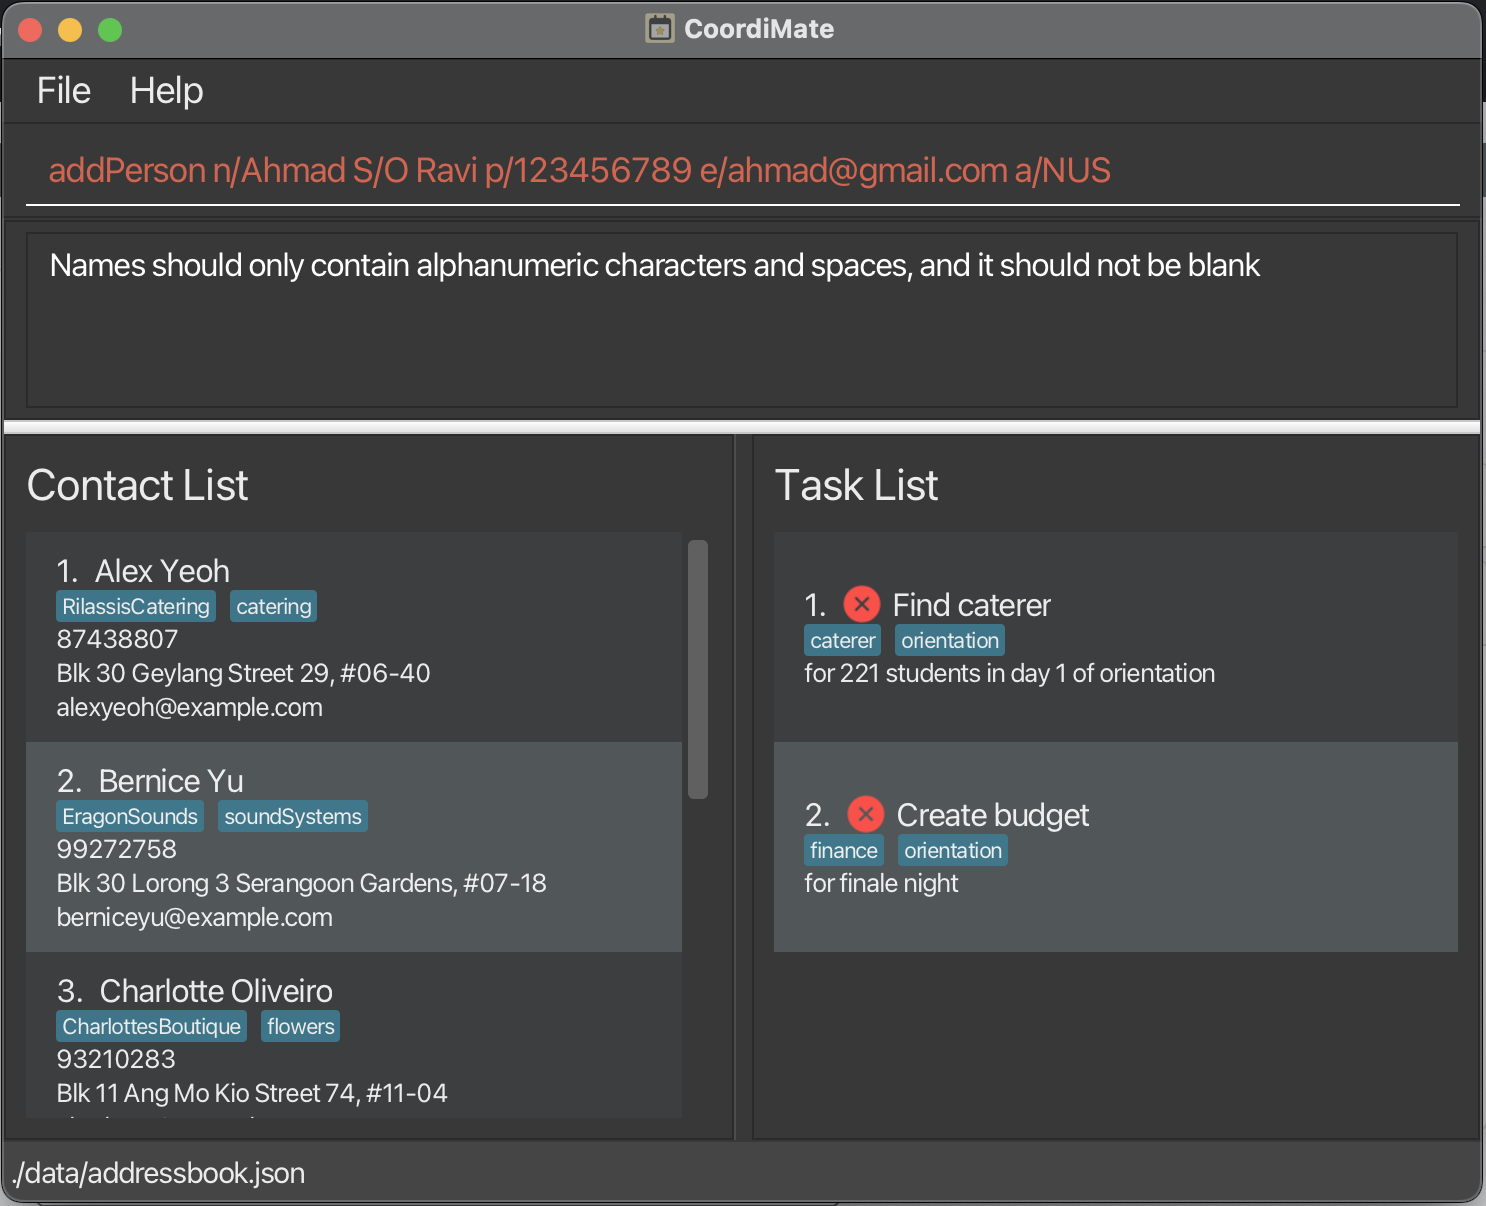 CoordiMate
File Help
addPerson n/Ahmad S/O Ravi p/123456789 e/ahmad@gmail.com a/NUS
Names should only contain alphanumeric characters and spaces, and it should not be blank
Contact List
1. Alex Yeoh
RilassisCatering catering
87438807
Blk 30 Geylang Street 29, #06-40
alexyeoh@example.com
2. Bernice Yu
EragonSounds soundSystems
99272758
Blk 30 Lorong 3 Serangoon Gardens, #07-18
berniceyu@example.com
3. Charlotte Oliveiro
CharlottesBoutique flowers
93210283
Blk 11 Ang Mo Kio Street 74, #11-04
Task List
1. Find caterer
caterer orientation
for 221 students in day 1 of orientation
2. Create budget
finance orientation
for finale night
./data/addressbook.json